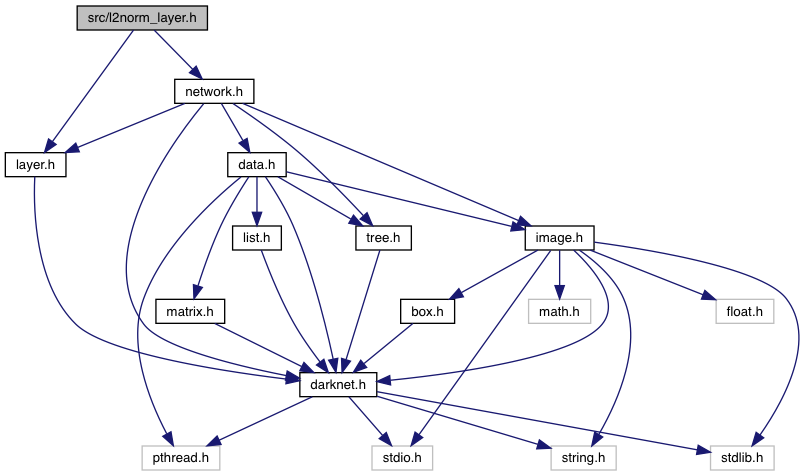 src/l2norm_layer.h
network.h
layer.h
data.h
list.h
tree.h
image.h
matrix.h
box.h
math.h
float.h
darknet.h
pthread.h
stdio.h
string.h
stdlib.h